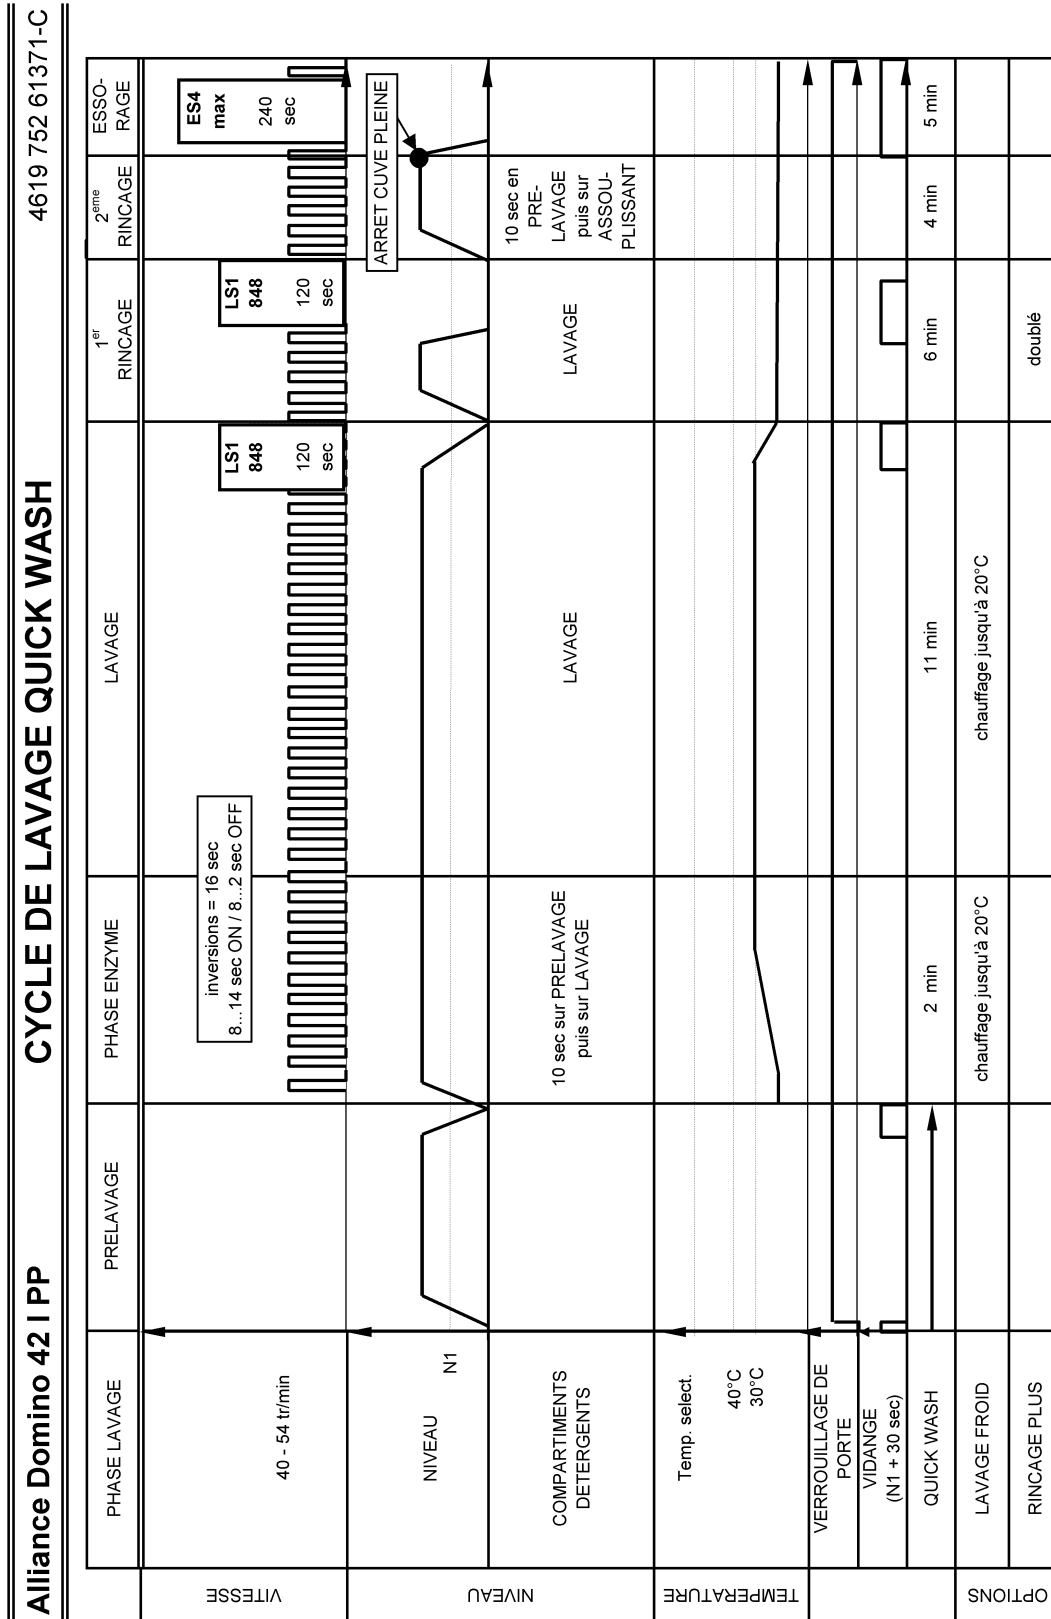 Alliance Domino 42 I PP
CYCLE DE LAVAGE QUICK WASH
4619 752 61371-C
PHASE LAVAGE
PRELAVAGE
PHASE ENZYME
LAVAGE
1er
RINCAGE
2eme
RINCAGE
ESSO-
RAGE
VITESSE
40 - 54 tr/min
inversions = 16 sec
8...14 sec ON / 8...2 sec OFF
LS1
848
120
sec
LS1
848
120
sec
ES4
max
240
sec
NIVEAU
NIVEAU
N1
ARRET CUVE PLEINE
COMPARTIMENTS
DETERGENTS
10 sec sur PRELAVAGE
puis sur LAVAGE
LAVAGE
LAVAGE
10 sec en
PRE-
LAVAGE
puis sur
ASSOU-
PLISSANT
TEMPERATURE
Temp. select.
40°C
30°C
VERROUILLAGE DE
PORTE
VIDANGE
(N1 + 30 sec)
QUICK WASH
2 min
11 min
6 min
4 min
5 min
OPTIONS
LAVAGE FROID
chauffage jusqu'à 20°C
chauffage jusqu'à 20°C
RINCAGE PLUS
doublé